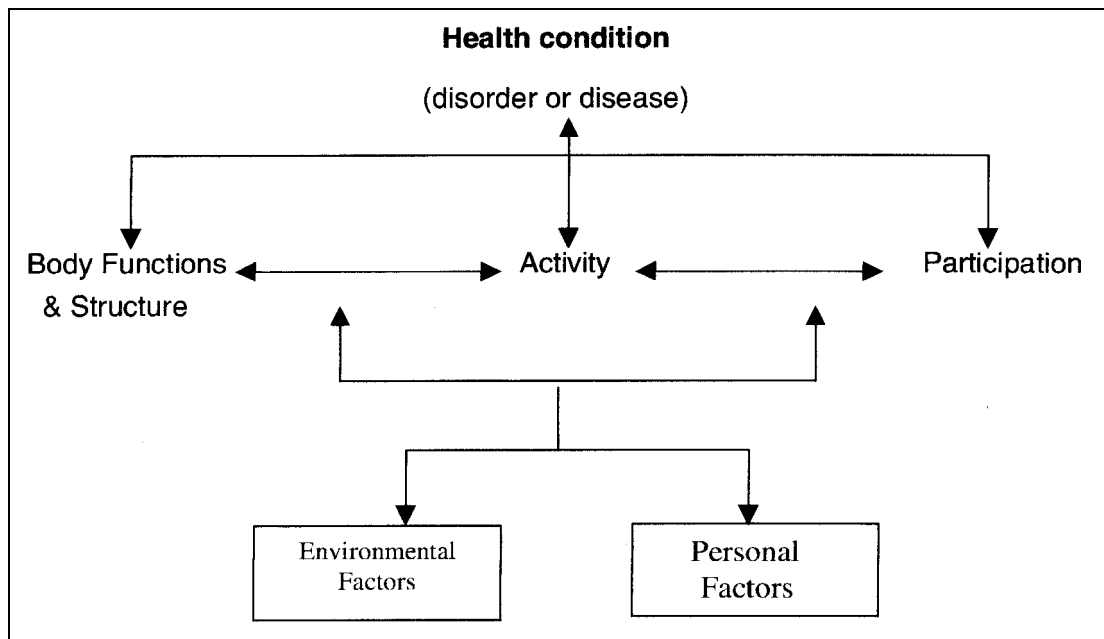 Health condition
(disorder or disease)
Body Functions
& Structure
Activity
Participation
Environmental
Factors
Personal
Factors